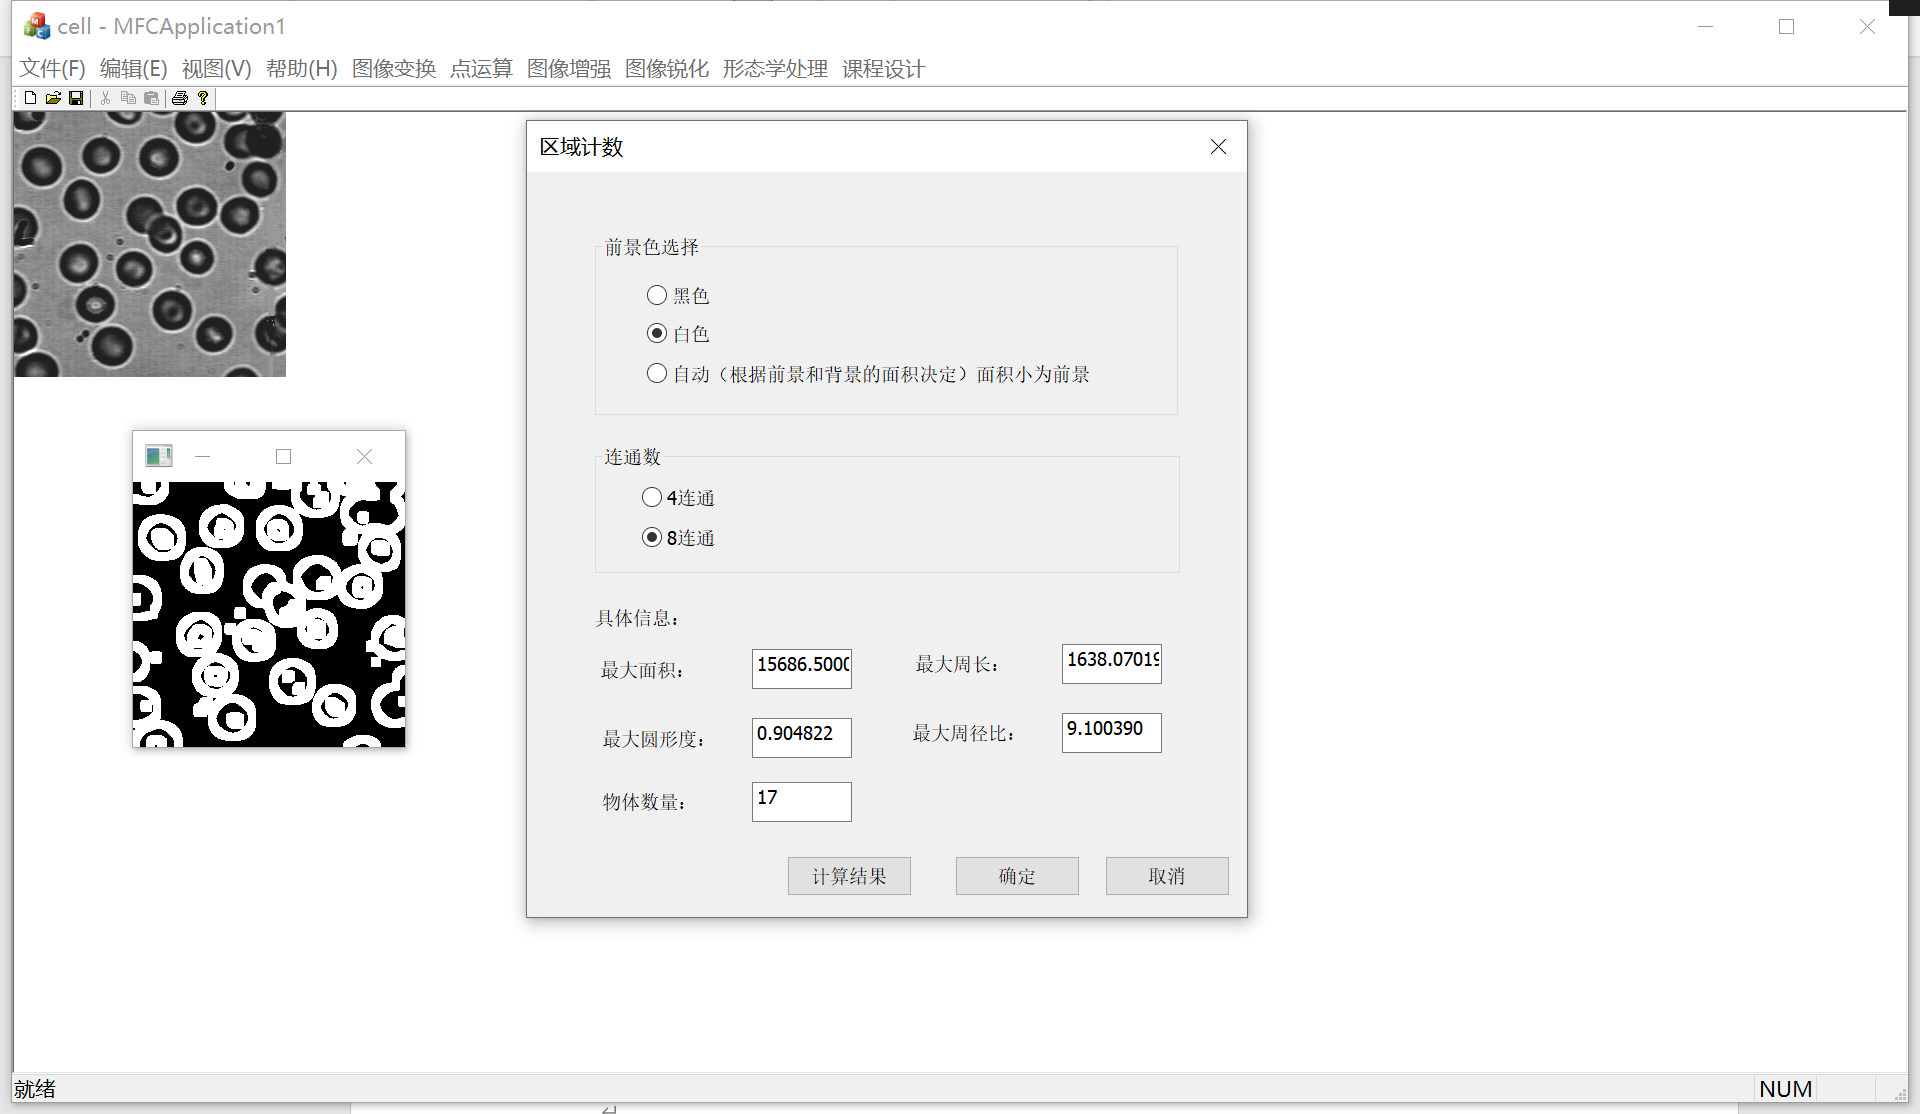 cell - MFCApplication1
文件(F) 编辑(E) 视图(V) 帮助(H) 图像变换 点运算 图像增强 图像锐化 形态学处理 课程设计
区域计数
前景色选择
黑色
白色
自动（根据前景和背景的面积决定）面积小为前景
连通数
4连通
8连通
具体信息：
最大面积： 15686.500( 最大周长： 1638.07019
最大圆形度： 0.904822 最大周径比： 9.100390
物体数量： 17
计算结果 确定 取消
就绪 NUM